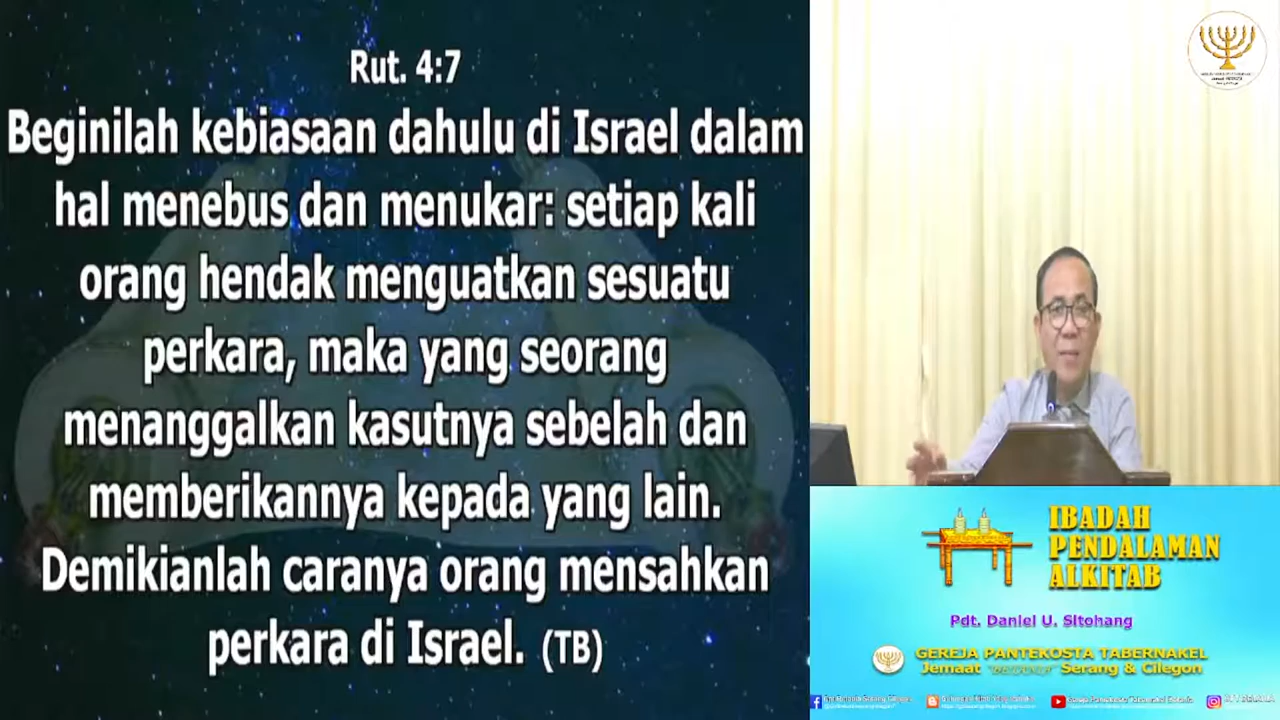 Rut. 4:7
Beginilah kebiasaan dahulu di Israel dalam
hal menebus dan menukar: setiap kali
orang hendak menguatkan sesuatu
perkara, maka yang seorang
menanggalkan kasutnya sebelah dan
memberikannya kepada yang lain.
Demikianlah caranya orang mensahkan
perkara di Israel. (TB)
IBADAH
PENDALAMAN
ALKITAB
Pdt. Daniel U. Sitohang
GEREJA PANTEKOSTA TABERNAKEL
Jemaat Serang & Cilegon